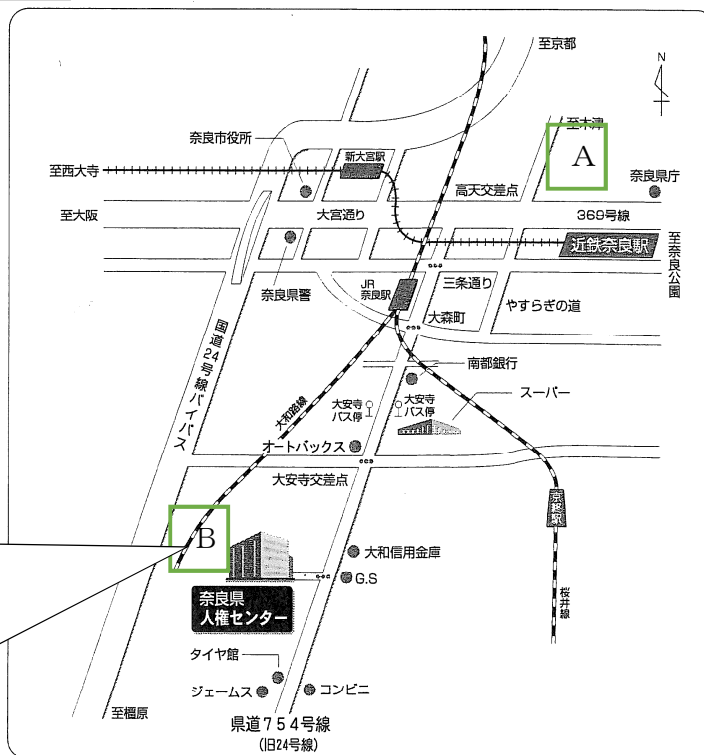 至京都
N
至木津
A
奈良市役所
新大宮駅
至西大寺
高天交差点
奈良県庁
至大阪
大宮通り
369号線
近鉄奈良駅
至奈良公園
奈良県警
JR
奈良駅
三条通り
やすらぎの道
大森町
国道24号線バイパス
南都銀行
大和路線
大安寺
バス停
大安寺
バス停
スーパー
オートバックス
大安寺交差点
京終駅
B
大和信用金庫
G.S
奈良県
人権センター
桜井線
タイヤ館
ジェームス
コンビニ
至橿原
県道754号線
(旧24号線)